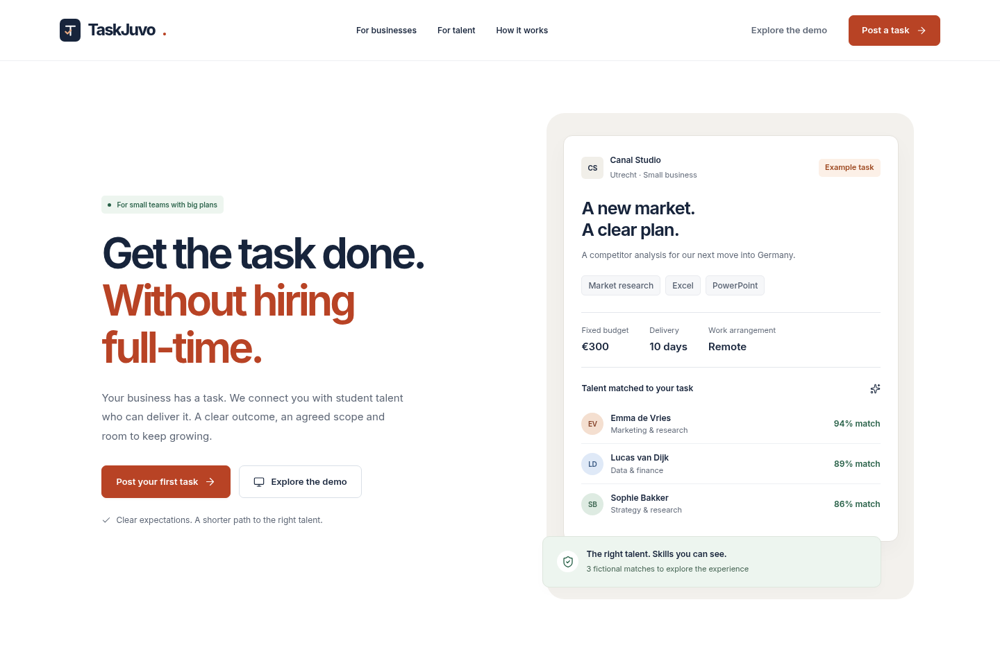 TaskJuvo.
For businesses
For talent
How it works
Explore the demo
Post a task
For small teams with big plans
Get the task done.
Without hiring
full-time.
Your business has a task. We connect you with student talent
who can deliver it. A clear outcome, an agreed scope and
room to keep growing.
Post your first task
Explore the demo
Clear expectations. A shorter path to the right talent.
CS
Canal Studio
Utrecht · Small business
Example task
A new market.
A clear plan.
A competitor analysis for our next move into Germany.
Market research
Excel
PowerPoint
Fixed budget
€300
Delivery
10 days
Work arrangement
Remote
Talent matched to your task
EV
Emma de Vries
Marketing & research
94% match
LD
Lucas van Dijk
Data & finance
89% match
SB
Sophie Bakker
Strategy & research
86% match
The right talent. Skills you can see.
3 fictional matches to explore the experience